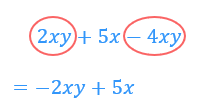 2xy + 5x − 4xy
= −2xy + 5x